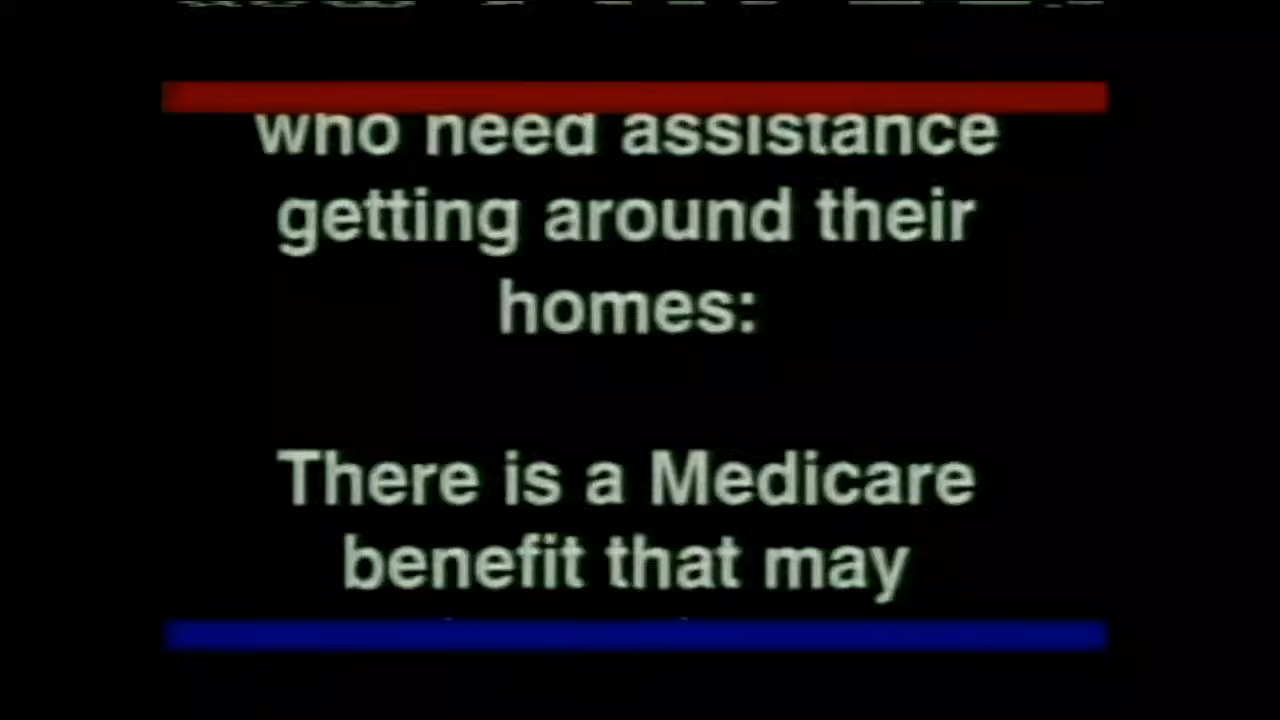 who need assistance
getting around their
homes:
There is a Medicare
benefit that may